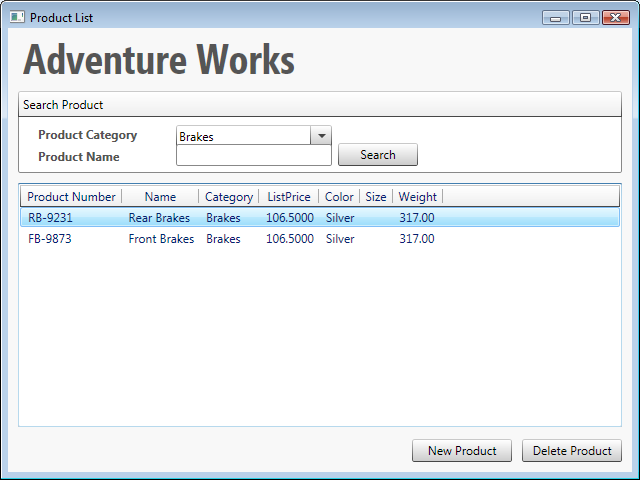 Product List
Adventure Works
Search Product
Product Category Brakes
Product Name Search
Product Number Name Category ListPrice Color Size Weight
RB-9231 Rear Brakes Brakes 106.5000 Silver 317.00
FB-9873 Front Brakes Brakes 106.5000 Silver 317.00
New Product Delete Product